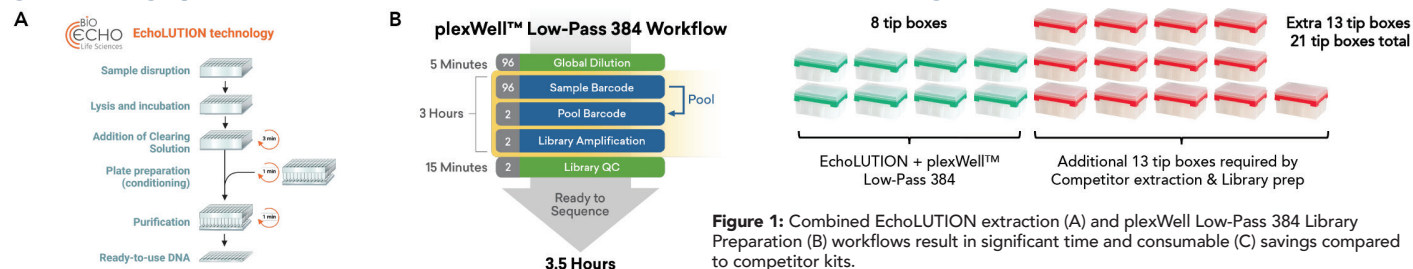 A
BIO
ECHO
Life Sciences
EchoLUTION technology
Sample disruption
Lysis and incubation
Addition of Clearing
Solution
3 min
Plate preparation
(conditioning)
1 min
Purification
1 min
Ready-to-use DNA
B
plexWell™ Low-Pass 384 Workflow
5 Minutes
96
Global Dilution
3 Hours
96
Sample Barcode
Pool
2
Pool Barcode
2
Library Amplification
15 Minutes
2
Library QC
Ready to
Sequence
3.5 Hours
8 tip boxes
Extra 13 tip boxes
21 tip boxes total
EchoLUTION + plexWell™
Low-Pass 384
Additional 13 tip boxes required by
Competitor extraction & Library prep
Figure 1: Combined EchoLUTION extraction (A) and plexWell Low-Pass 384 Library
Preparation (B) workflows result in significant time and consumable (C) savings compared
to competitor kits.